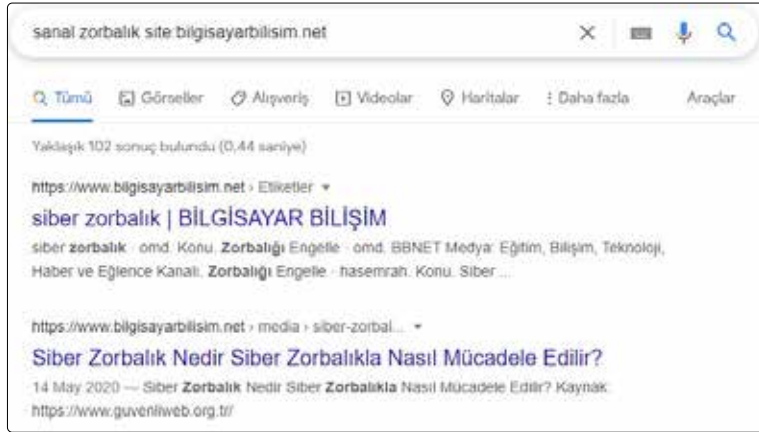 sanal zorbalık site bilgisayarbilisim net
Tümü Görseller Alışveriş Videolar Haritalar Daha fazla Araçlar
Yaklaşık 102 sonuç bulundu (0,44 saniye)
https://www.bilgisayarbilisim.net › Etiketler
siber zorbalık | BİLGİSAYAR BİLİŞİM
siber zorbalık · omd. Konu. Zorbalığı Engelle · omd. BBNET Medya: Eğitim, Bilişim, Teknoloji,
Haber ve Eğlence Kanalı. Zorbalığı Engelle · hasemrah. Konu. Siber ...
https://www.bilgisayarbilisim.net › media › siber-zorbal...
Siber Zorbalık Nedir Siber Zorbalıkla Nasıl Mücadele Edilir?
14 May 2020 — Siber Zorbalık Nedir Siber Zorbalıkla Nasıl Mücadele Edilir? Kaynak:
https://www.guvenliweb.org.tr/